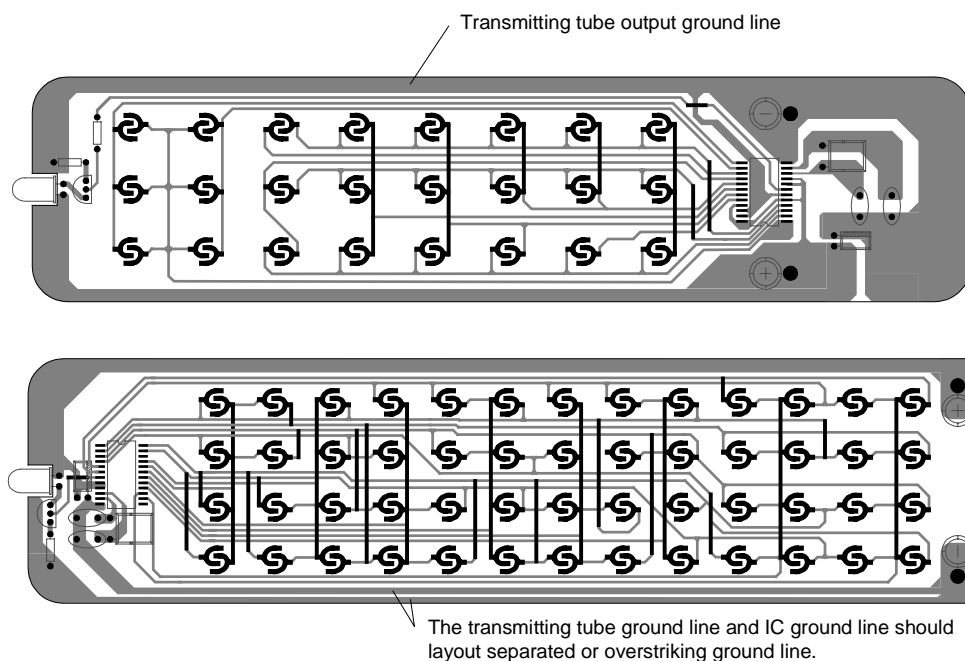 Transmitting tube output ground line
The transmitting tube ground line and IC ground line should
layout separated or overstriking ground line.